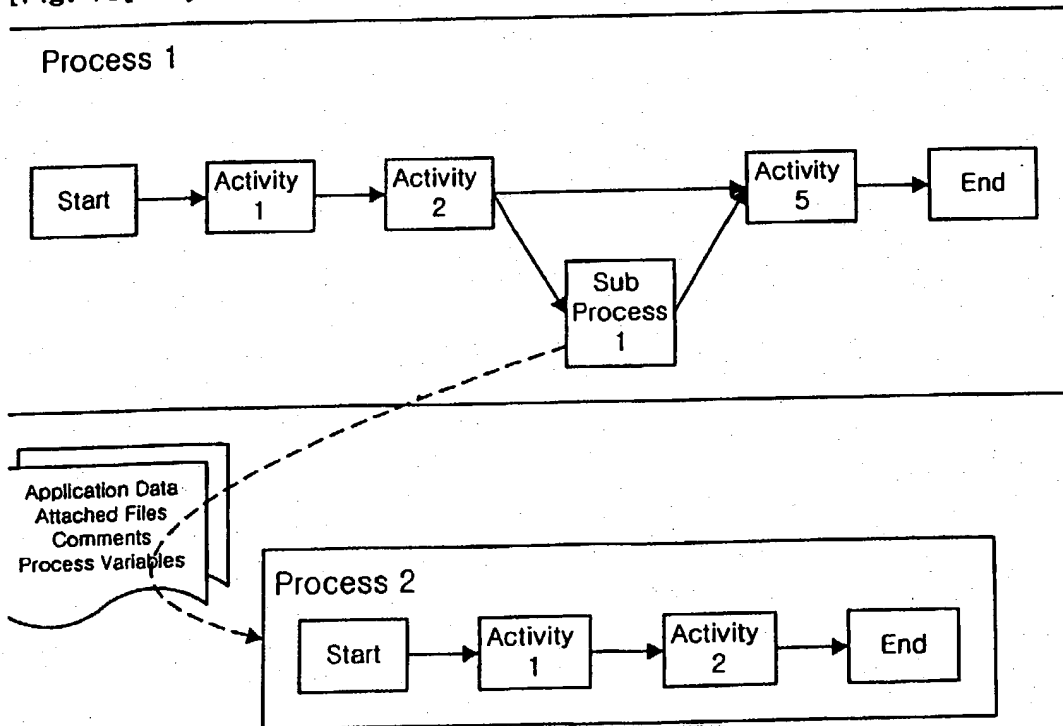 Process 1
Start
Activity
1
Activity
2
Activity
5
End
Sub
Process
1
Application Data
Attached Files
Comments
Process Variables
Process 2
Start
Activity
1
Activity
2
End